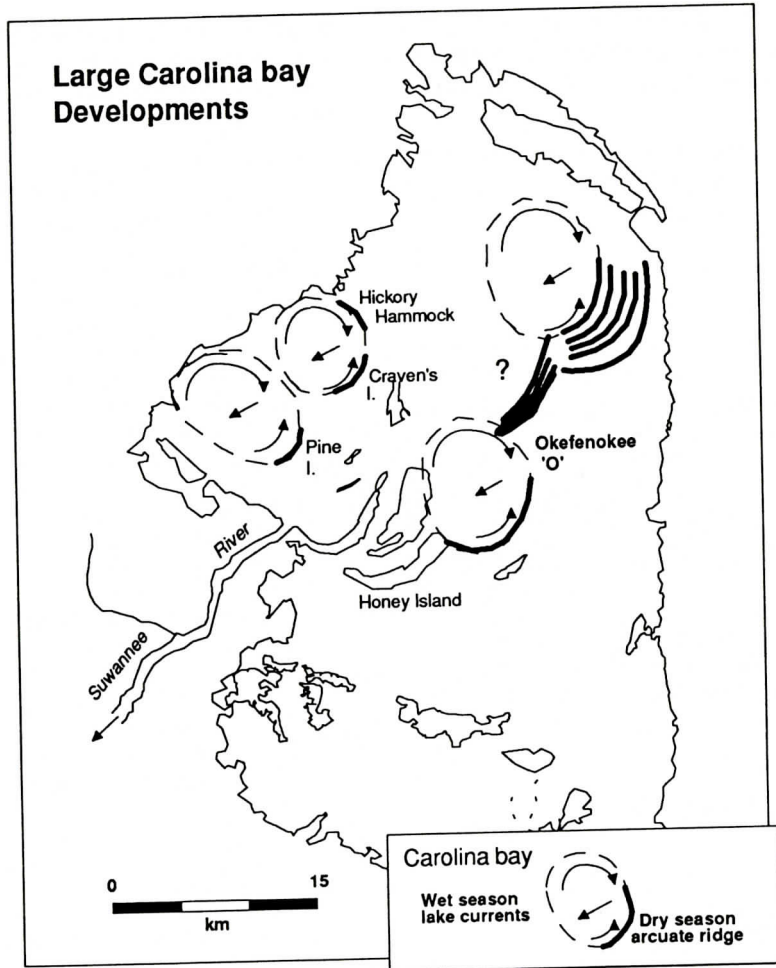 Large Carolina bay
Developments
Hickory
Hammock
Craven's
I.
?
Pine
I.
Okefenokee
'O'
River
Suwannee
Honey Island
0 15
km
Carolina bay
Wet season
lake currents
Dry season
arcuate ridge